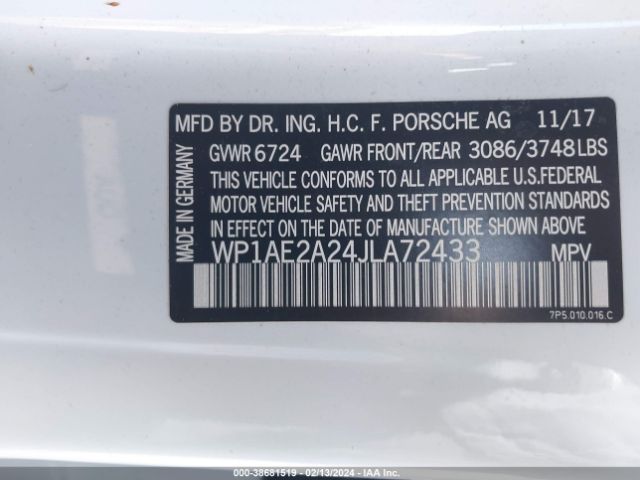 MFD BY DR. ING. H.C. F. PORSCHE AG 11/17
GVWR 6724 GAWR FRONT/REAR 3086/3748LBS
THIS VEHICLE CONFORMS TO ALL APPLICABLE U.S.FEDERAL
MOTOR VEHICLE SAFETY AND THEFT PREVENTION STANDARDS
IN EFFECT ON THE DATE OF MANUFACTURE SHOWN ABOVE.
WP1AE2A24JLA72433 MPV
MADE IN GERMANY
7P5.010.016.C
000-38681519 - 02/13/2024 - IAA Inc.